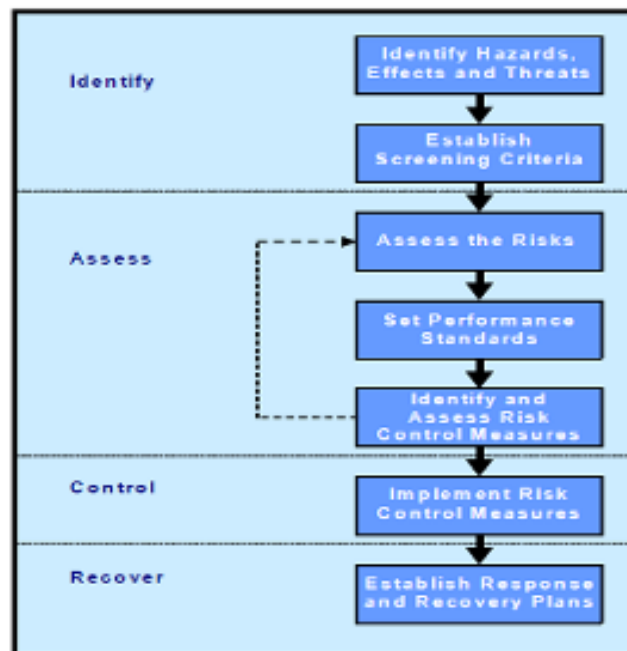 Identify
Identify Hazards,
Effects and Threats
Establish
Screening Criteria
Assess
Assess the Risks
Set Performance
Standards
Identify and
Assess Risk
Control Measures
Control
Implement Risk
Control Measures
Recover
Establish Response
and Recovery Plans